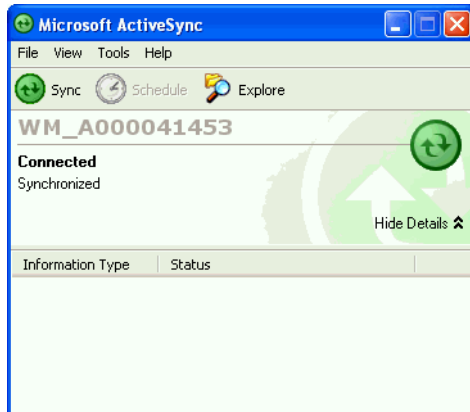 Microsoft ActiveSync
File View Tools Help
Sync Schedule Explore
WM_A000041453
Connected
Synchronized
Hide Details
Information Type Status